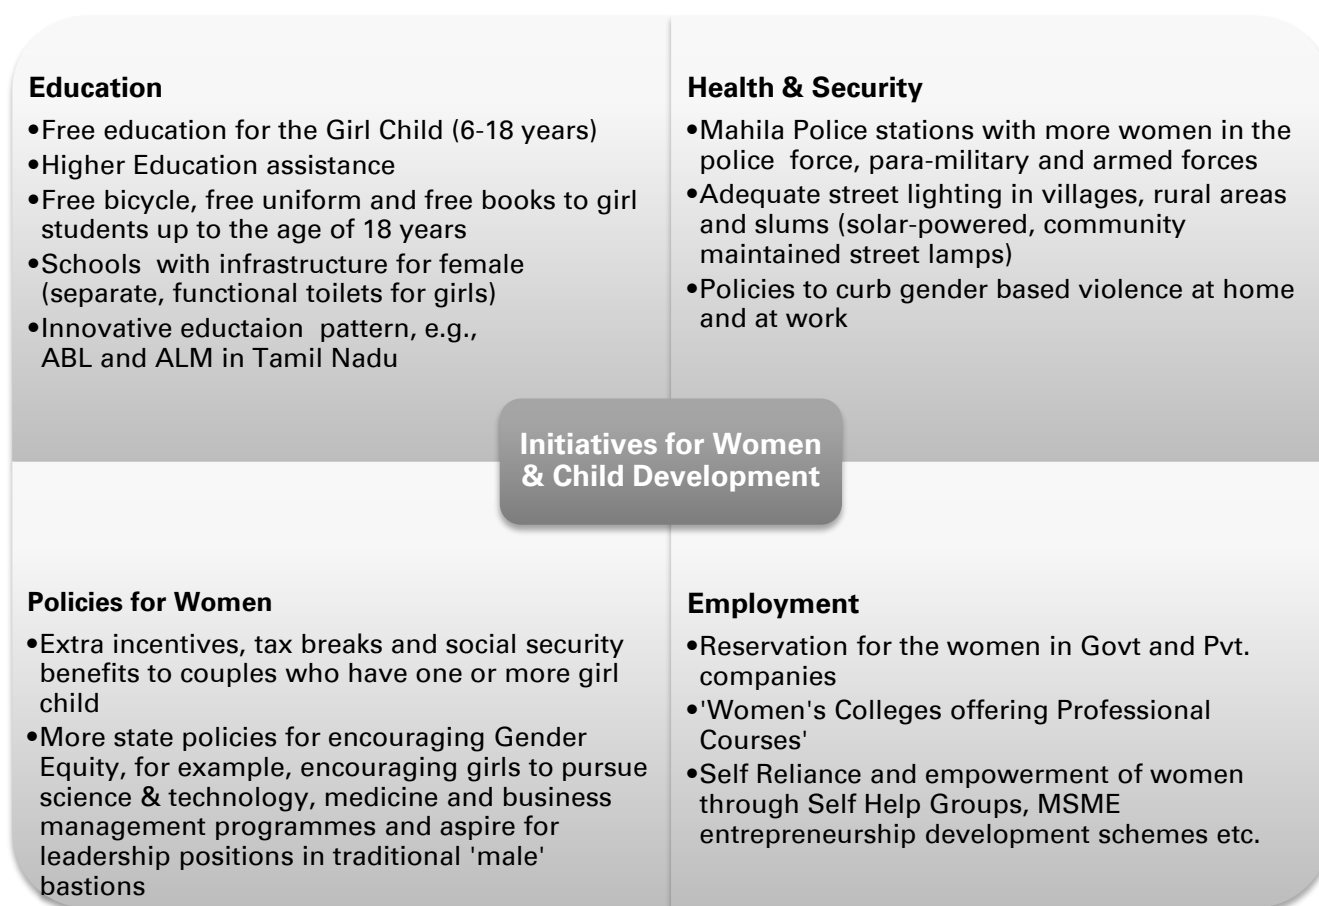 Education
•Free education for the Girl Child (6-18 years)
•Higher Education assistance
•Free bicycle, free uniform and free books to girl
students up to the age of 18 years
•Schools with infrastructure for female
(separate, functional toilets for girls)
•Innovative eductaion pattern, e.g.,
ABL and ALM in Tamil Nadu
Health & Security
•Mahila Police stations with more women in the
police force, para-military and armed forces
•Adequate street lighting in villages, rural areas
and slums (solar-powered, community
maintained street lamps)
•Policies to curb gender based violence at home
and at work
Initiatives for Women
& Child Development
Policies for Women
•Extra incentives, tax breaks and social security
benefits to couples who have one or more girl
child
•More state policies for encouraging Gender
Equity, for example, encouraging girls to pursue
science & technology, medicine and business
management programmes and aspire for
leadership positions in traditional 'male'
bastions
Employment
•Reservation for the women in Govt and Pvt.
companies
•'Women's Colleges offering Professional
Courses'
•Self Reliance and empowerment of women
through Self Help Groups, MSME
entrepreneurship development schemes etc.